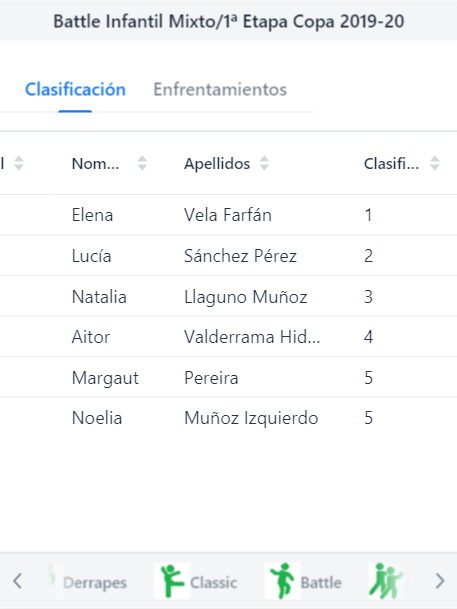 Battle Infantil Mixto/1ª Etapa Copa 2019-20
Clasificación Enfrentamientos
l Nom... Apellidos Clasifi...
Elena Vela Farfán 1
Lucía Sánchez Pérez 2
Natalia Llaguno Muñoz 3
Aitor Valderrama Hid... 4
Margaut Pereira 5
Noelia Muñoz Izquierdo 5
Derrapes Classic Battle